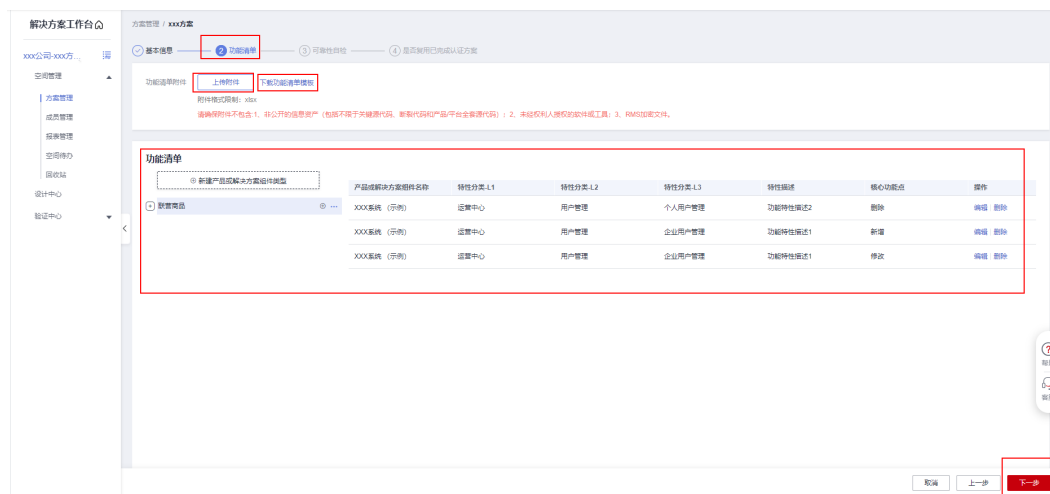 解决方案工作台
方案管理 / xxx方案
xxx公司-xxx方...
基本信息
2 功能清单
3 可靠性自检
4 是否复用已完成认证方案
空间管理
方案管理
成员管理
报表管理
空间待办
回收站
设计中心
验证中心
功能清单附件
上传附件
下载功能清单模板
附件格式限制：xlsx
请确保附件不包含:1、非公开的信息资产（包括不限于关键源代码、新现代码和产品/平台全套源代码）；2、未经权利人授权的软件或工具；3、RMS加密文件。
功能清单
新建产品或解决方案组件类型
联营商品
产品或解决方案组件名称 特性分类-L1 特性分类-L2 特性分类-L3 特性描述 核心功能点 操作
XXX系统 （示例） 运营中心 用户管理 个人用户管理 功能特性描述2 删除 编辑 删除
XXX系统 （示例） 运营中心 用户管理 企业用户管理 功能特性描述1 新增 编辑 删除
XXX系统 （示例） 运营中心 用户管理 企业用户管理 功能特性描述1 修改 编辑 删除
取消 上一步 下一步